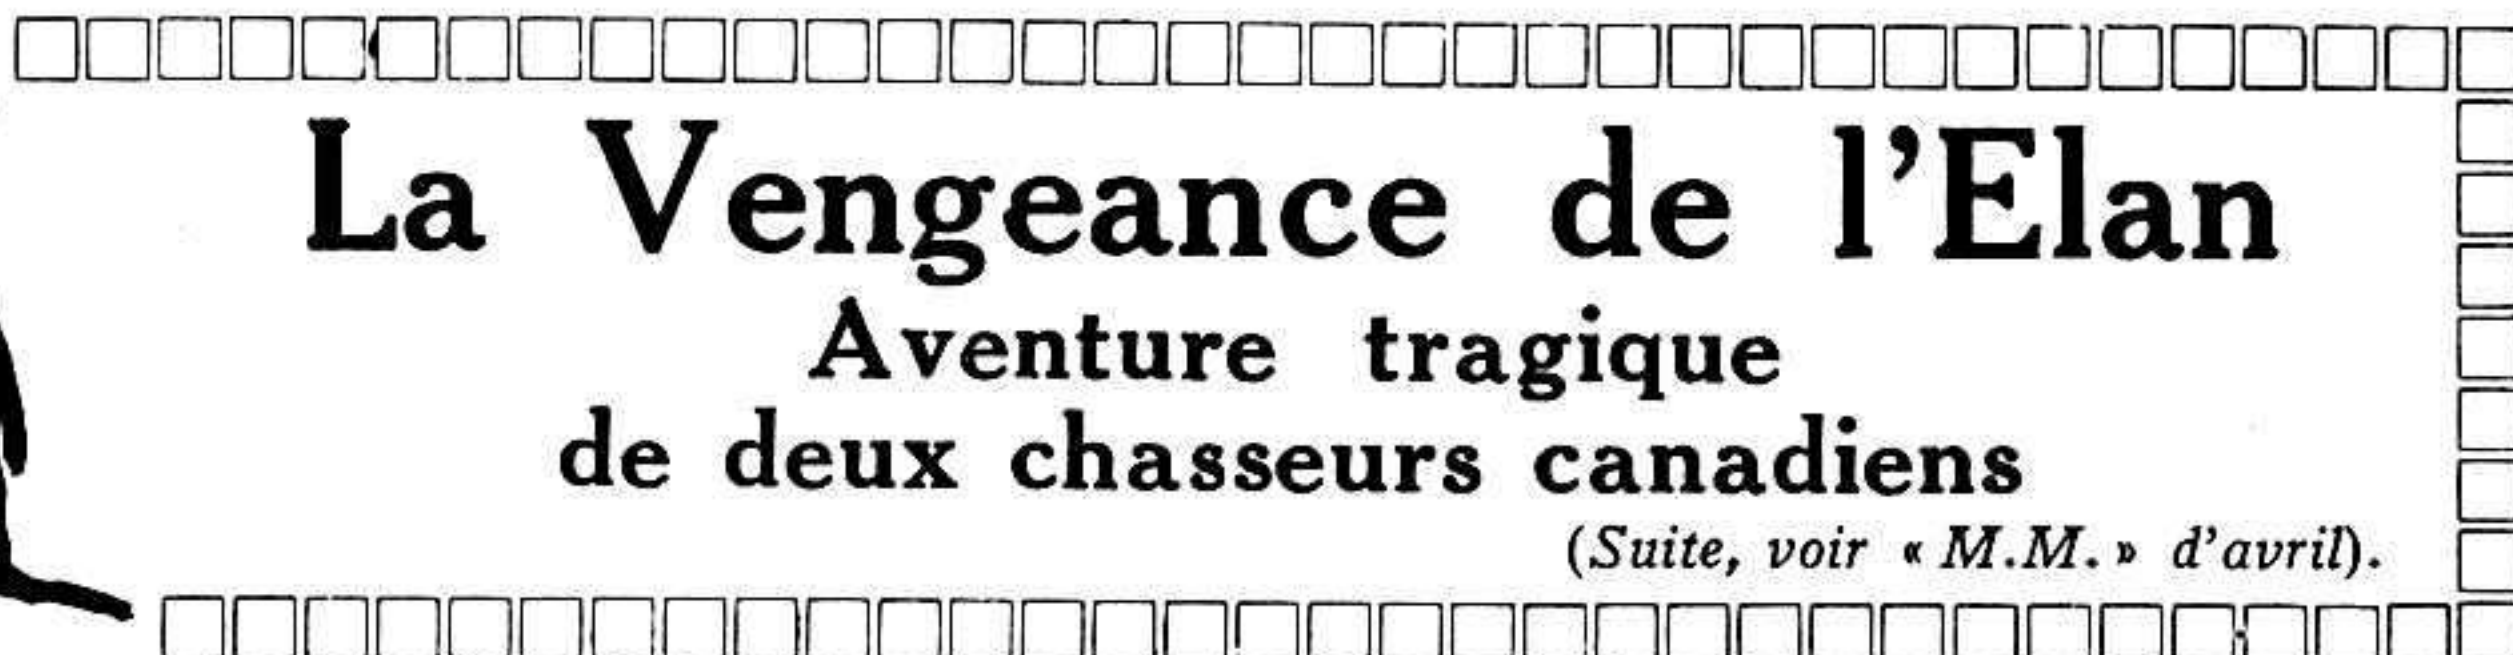 La Vengeance de l'Elan
Aventure tragique
de deux chasseurs canadiens
(Suite, voir « M.M. » d'avril).